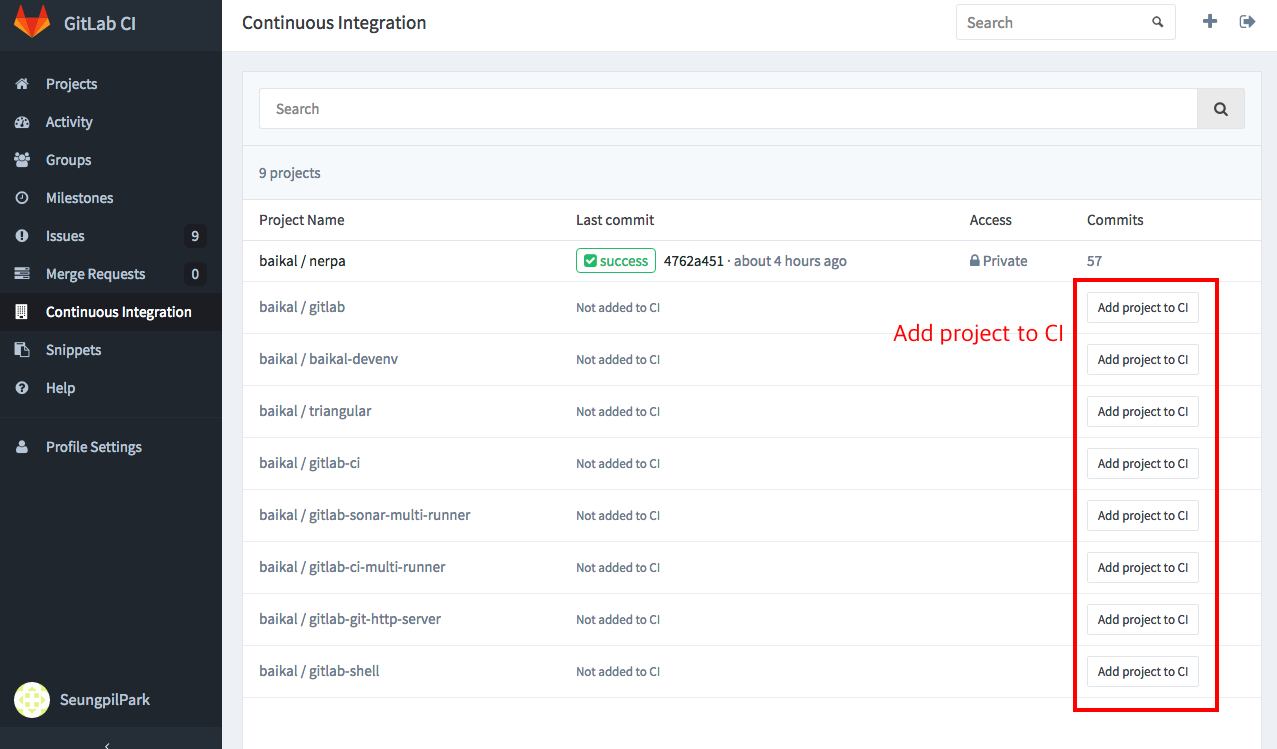 GitLab CI
Continuous Integration
Search
Projects
Activity
Groups
Milestones
Issues 9
Merge Requests 0
Continuous Integration
Snippets
Help
Profile Settings
SeungpilPark
Search
9 projects
Project Name Last commit Access Commits
baikal / nerpa success 4762a451 · about 4 hours ago Private 57
baikal / gitlab Not added to CI Add project to CI
Add project to CI
baikal / baikal-devenv Not added to CI Add project to CI
baikal / triangular Not added to CI Add project to CI
baikal / gitlab-ci Not added to CI Add project to CI
baikal / gitlab-sonar-multi-runner Not added to CI Add project to CI
baikal / gitlab-ci-multi-runner Not added to CI Add project to CI
baikal / gitlab-git-http-server Not added to CI Add project to CI
baikal / gitlab-shell Not added to CI Add project to CI